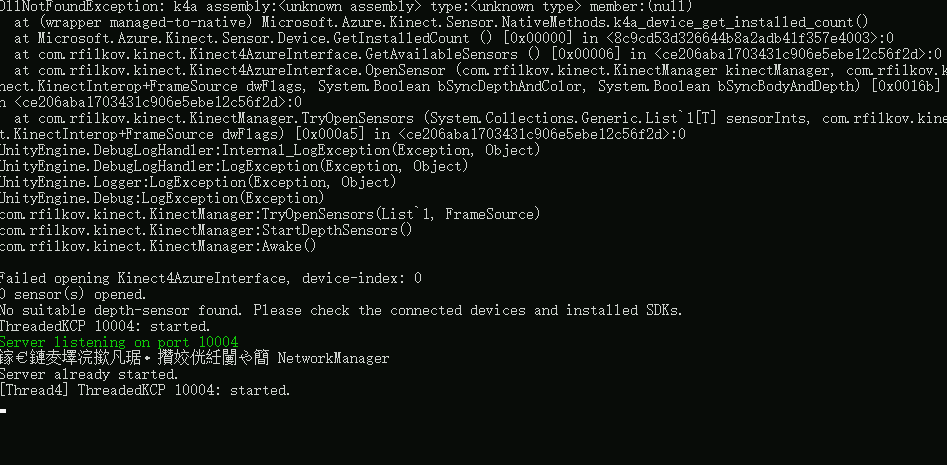 DllNotFoundException: k4a assembly:<unknown assembly> type:<unknown type> member:(null)
at (wrapper managed-to-native) Microsoft.Azure.Kinect.Sensor.NativeMethods.k4a_device_get_installed_count()
at Microsoft.Azure.Kinect.Sensor.Device.GetInstalledCount () [0x00000] in <8c9cd53d326644b8a2adb41f357e4003>:0
at com.rfilkov.kinect.Kinect4AzureInterface.GetAvailableSensors () [0x00006] in <ce206aba1703431c906e5ebe12c56f2d>:0
at com.rfilkov.kinect.Kinect4AzureInterface.OpenSensor (com.rfilkov.kinect.KinectManager kinectManager, com.rfilkov.k
nect.KinectInterop+FrameSource dwFlags, System.Boolean bSyncDepthAndColor, System.Boolean bSyncBodyAndDepth) [0x0016b]
n <ce206aba1703431c906e5ebe12c56f2d>:0
at com.rfilkov.kinect.KinectManager.TryOpenSensors (System.Collections.Generic.List`1[T] sensorInts, com.rfilkov.kine
t.KinectInterop+FrameSource dwFlags) [0x000a5] in <ce206aba1703431c906e5ebe12c56f2d>:0
UnityEngine.DebugLogHandler:Internal_LogException(Exception, Object)
UnityEngine.DebugLogHandler:LogException(Exception, Object)
UnityEngine.Logger:LogException(Exception, Object)
UnityEngine.Debug:LogException(Exception)
com.rfilkov.kinect.KinectManager:TryOpenSensors(List`1, FrameSource)
com.rfilkov.kinect.KinectManager:StartDepthSensors()
com.rfilkov.kinect.KinectManager:Awake()
Failed opening Kinect4AzureInterface, device-index: 0
0 sensor(s) opened.
No suitable depth-sensor found. Please check the connected devices and installed SDKs.
ThreadedKCP 10004: started.
Server listening on port 10004
NetworkManager
Server already started.
[Thread4] ThreadedKCP 10004: started.